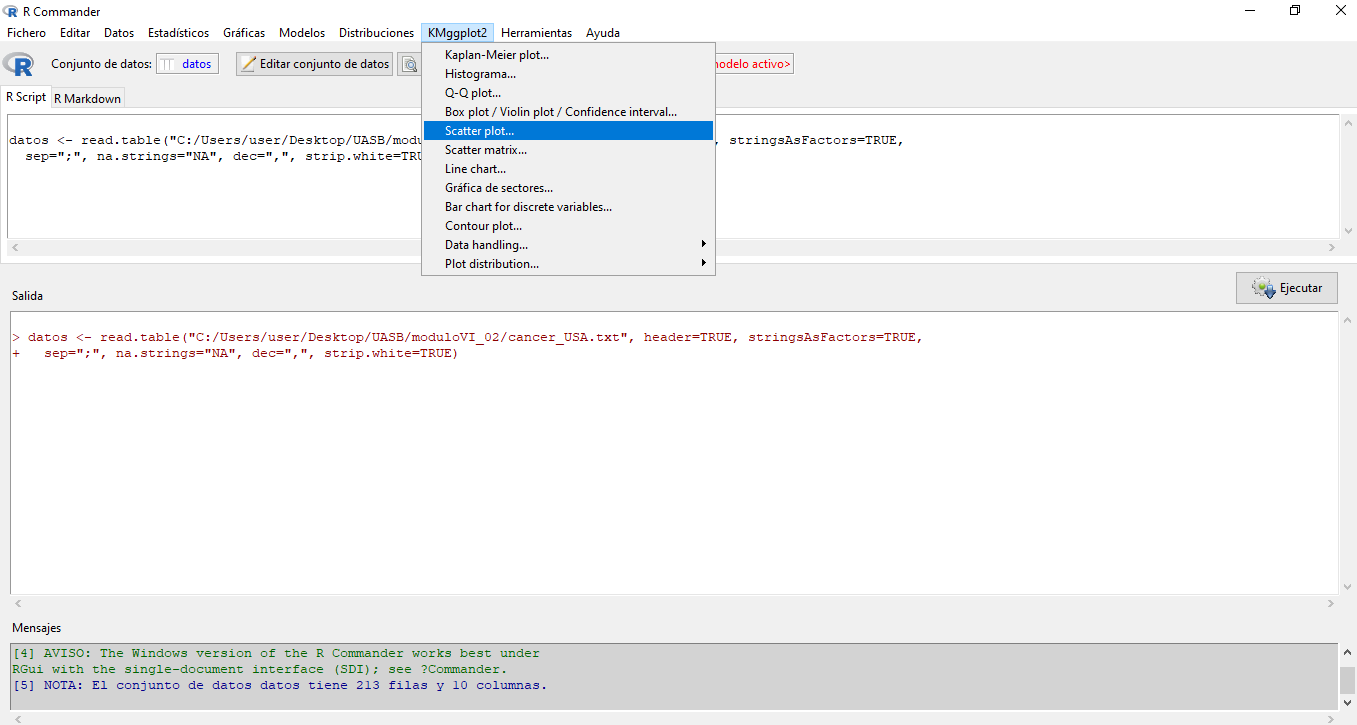 R Commander
Fichero Editar Datos Estadísticos Gráficas Modelos Distribuciones KMggplot2 Herramientas Ayuda
Conjunto de datos: datos Editar conjunto de datos modelo activo>
Kaplan-Meier plot...
Histograma...
Q-Q plot...
Box plot / Violin plot / Confidence interval...
Scatter plot...
Scatter matrix...
Line chart...
Gráfica de sectores...
Bar chart for discrete variables...
Contour plot...
Data handling...
Plot distribution...
R Script R Markdown
datos <- read.table("C:/Users/user/Desktop/UASB/modu , stringsAsFactors=TRUE,
sep=";", na.strings="NA", dec=",", strip.white=TRU
Ejecutar
Salida
> datos <- read.table("C:/Users/user/Desktop/UASB/moduloVI_02/cancer_USA.txt", header=TRUE, stringsAsFactors=TRUE,
+ sep=";", na.strings="NA", dec=",", strip.white=TRUE)
Mensajes
[4] AVISO: The Windows version of the R Commander works best under
RGui with the single-document interface (SDI); see ?Commander.
[5] NOTA: El conjunto de datos datos tiene 213 filas y 10 columnas.